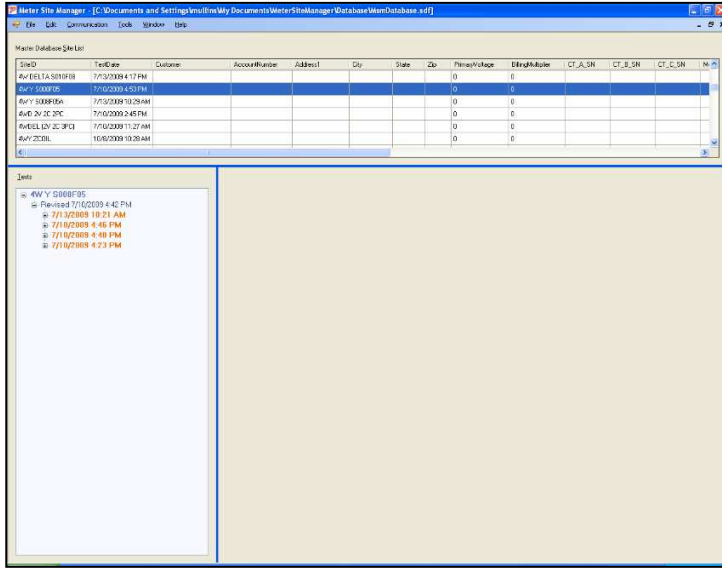 Meter Site Manager - [C:\Documents and Settings\mullins\My Documents\MeterSiteManager\Database\MsmDatabase.sdf]
File Edit Communication Tools Window Help
Master Database Site List
SiteID TestDate Customer AccountNumber Address1 City State Zip PrimaryVoltage BillingMultiplier CT_A_SN CT_B_SN CT_C_SN
4W DELTA S010F08 7/13/2009 4:17 PM 0 0
4W Y S000F05 7/10/2009 4:53 PM 0 0
4W Y S008F05A 7/13/2009 10:29 AM 0 0
4WD 2V 2C 2PC 7/10/2009 2:45 PM 0 0
4WDEL (2V 2C 3PC) 7/10/2009 11:27 AM 0 0
4WY ZCOIL 10/8/2009 10:28 AM 0 0
Tests
4W Y S000F05
Revised 7/10/2009 4:42 PM
7/13/2009 10:21 AM
7/10/2009 4:46 PM
7/10/2009 4:40 PM
7/10/2009 4:23 PM